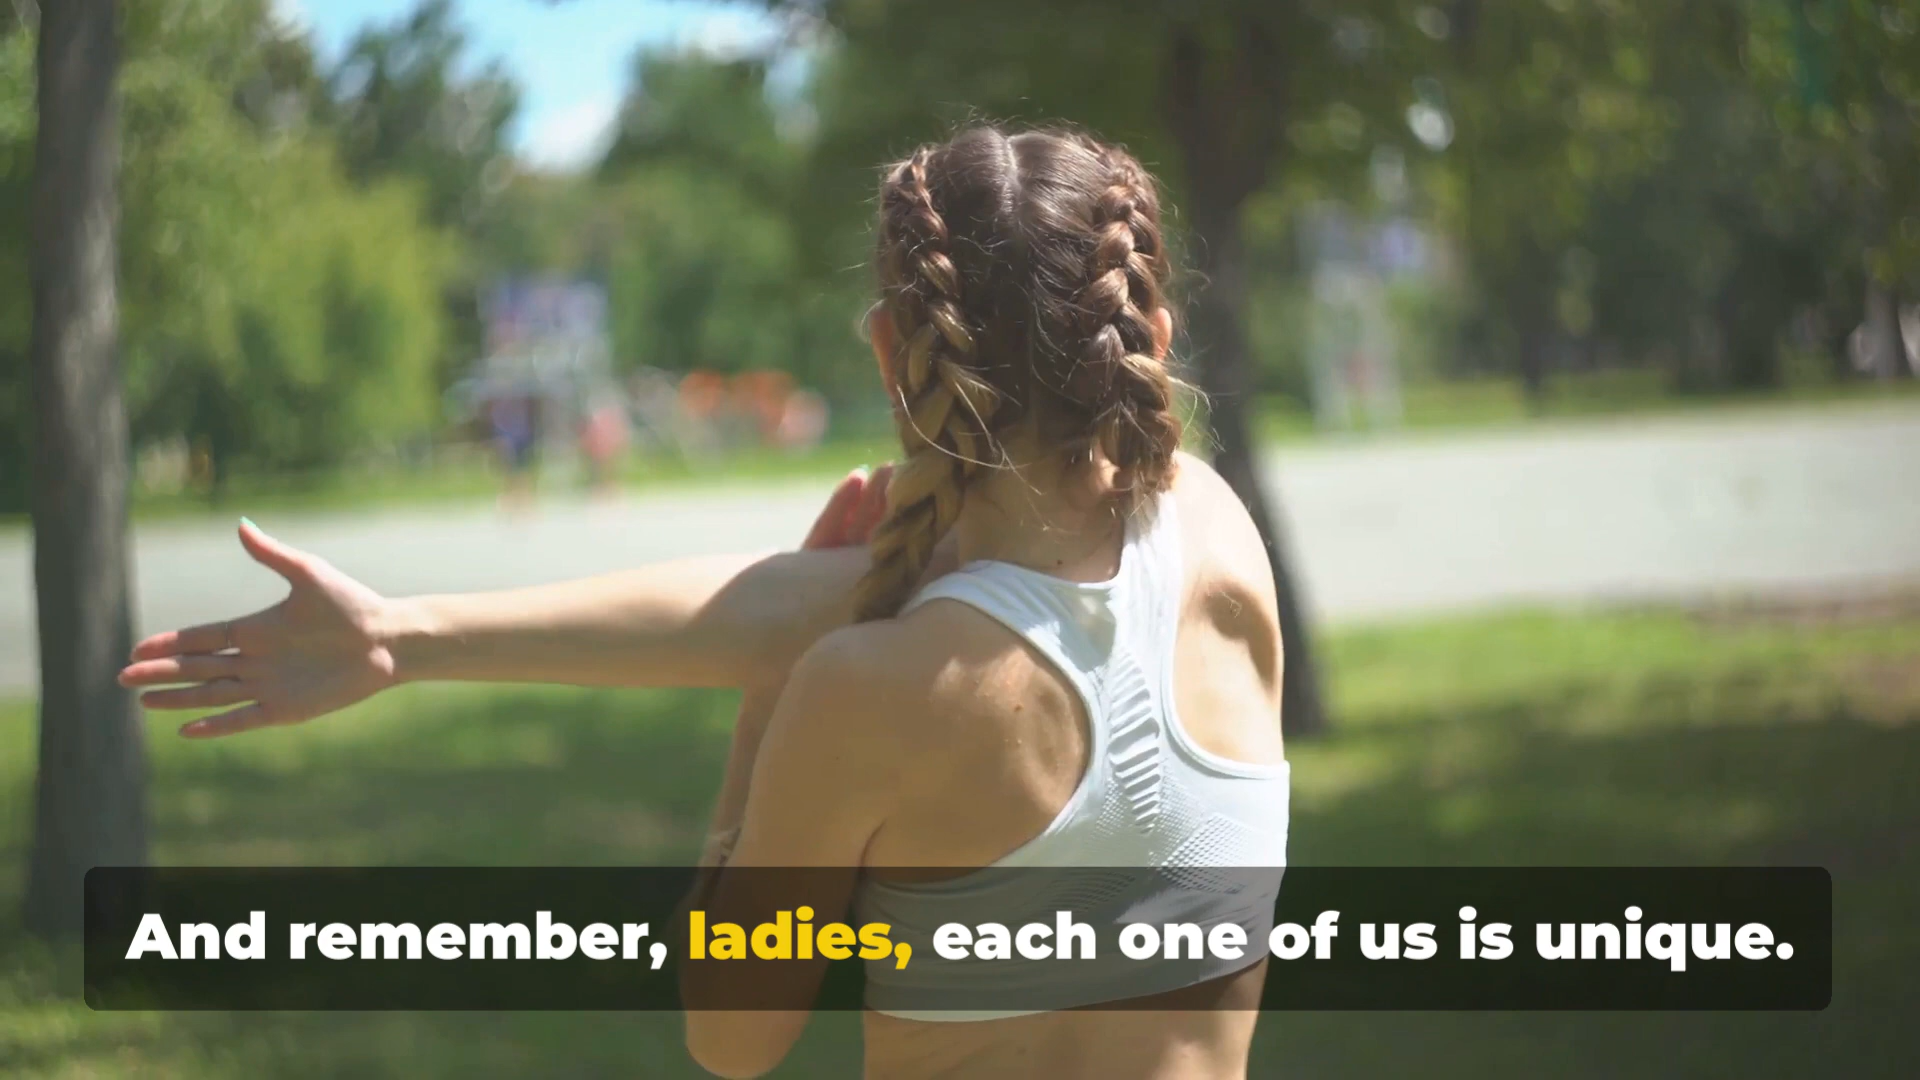 And remember, ladies, each one of us is unique.